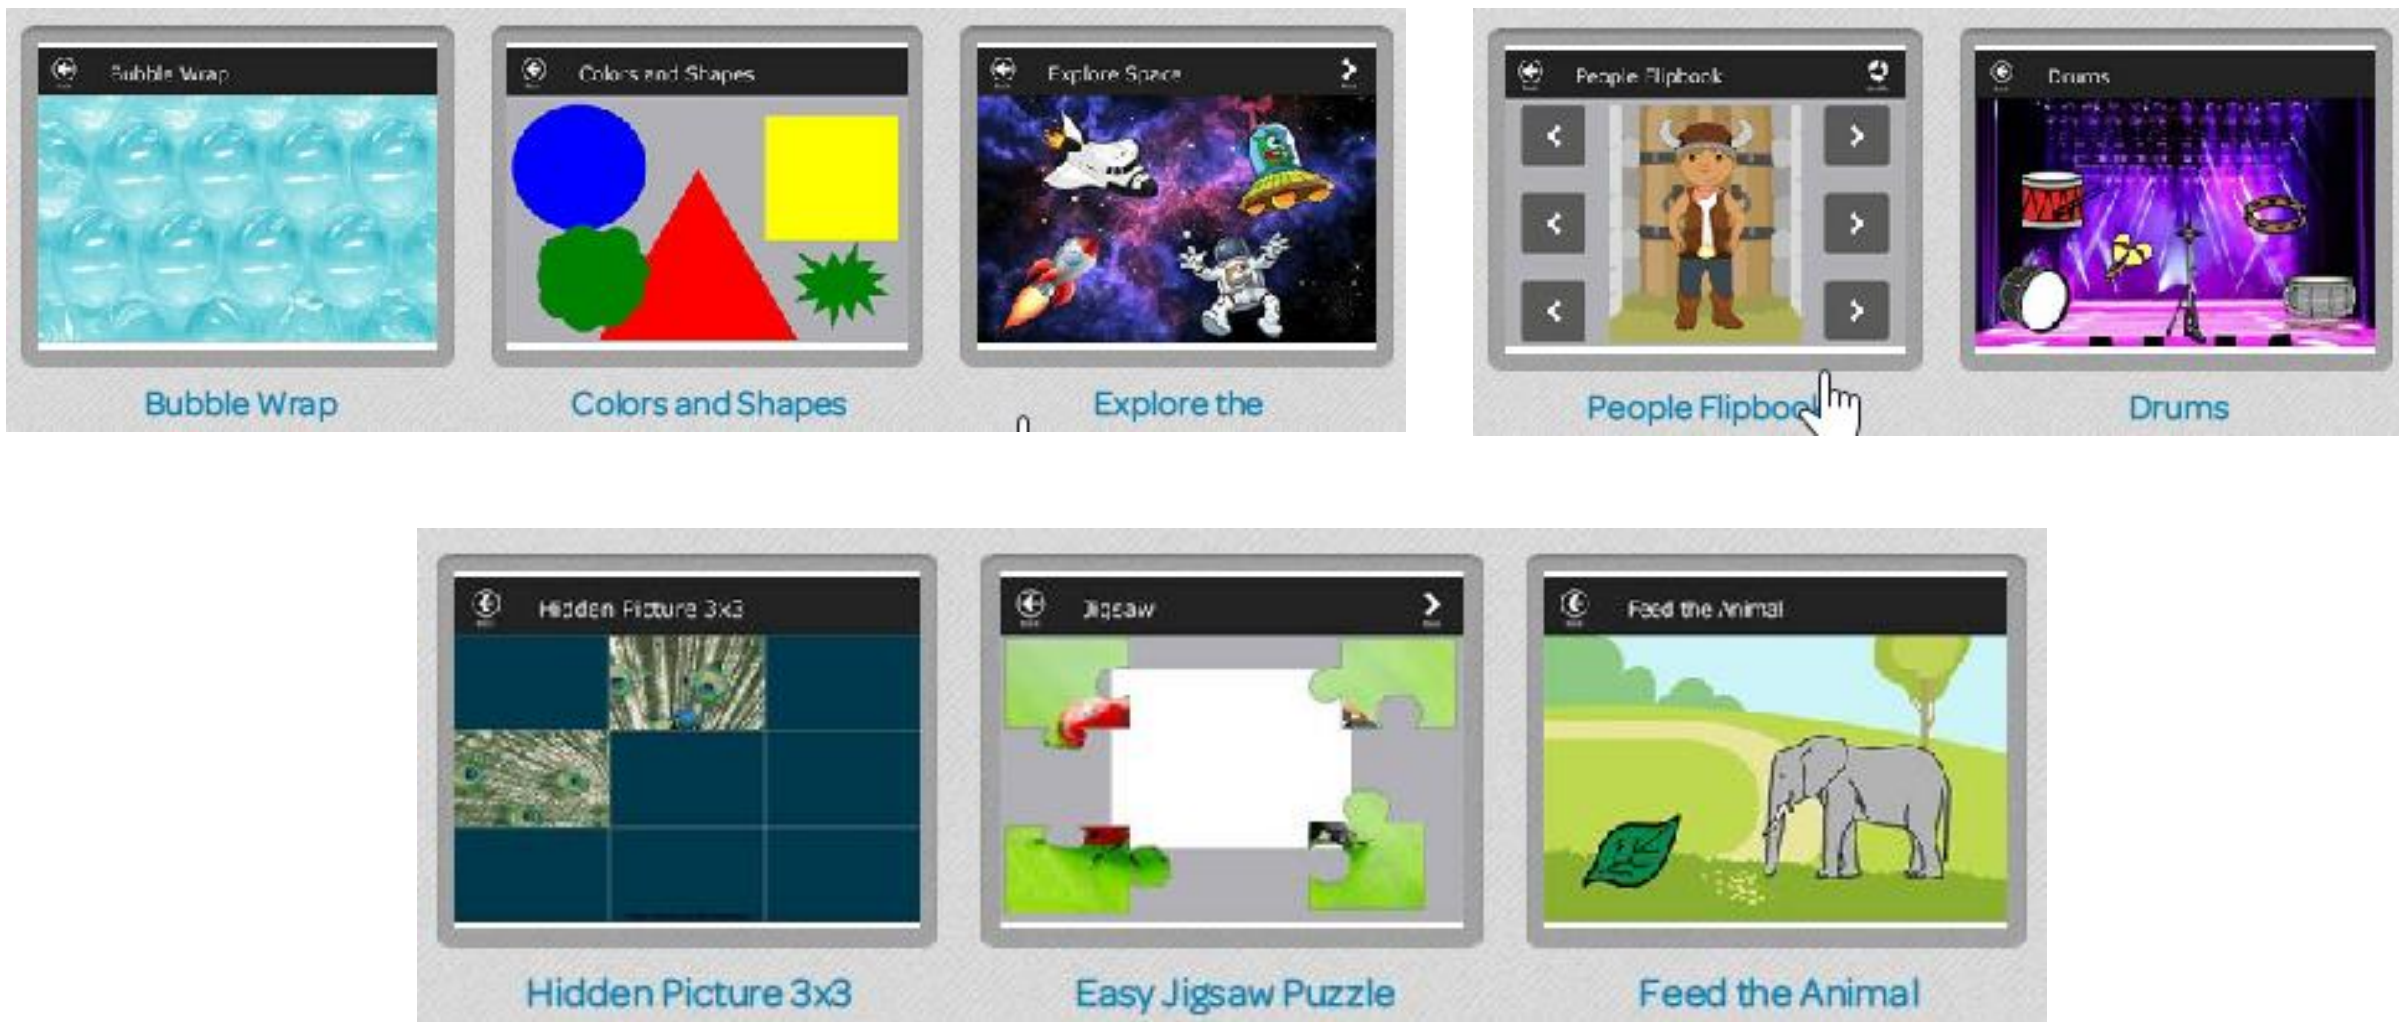 Bubble Wrap
Colors and Shapes
Explore Space
People Flipbook
Drums
Bubble Wrap
Colors and Shapes
Explore the
People Flipboo
Drums
Hidden Picture 3x3
Jigsaw
Feed the Animal
Hidden Picture 3x3
Easy Jigsaw Puzzle
Feed the Animal